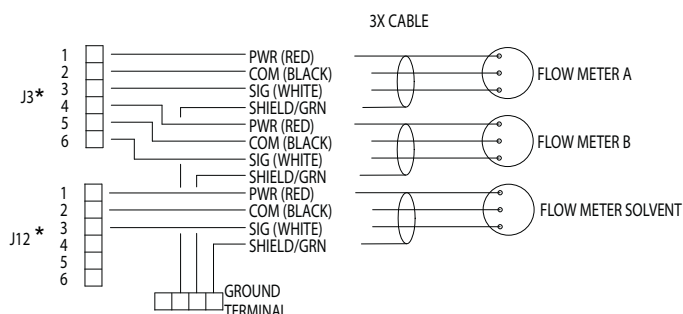 3X CABLE
1
2
3
4
5
6
J3*
PWR (RED)
COM (BLACK)
SIG (WHITE)
SHIELD/GRN
PWR (RED)
COM (BLACK)
SIG (WHITE)
SHIELD/GRN
FLOW METER A
FLOW METER B
1
2
3
4
5
6
J12 *
PWR (RED)
COM (BLACK)
SIG (WHITE)
SHIELD/GRN
FLOW METER SOLVENT
GROUND
TERMINAL